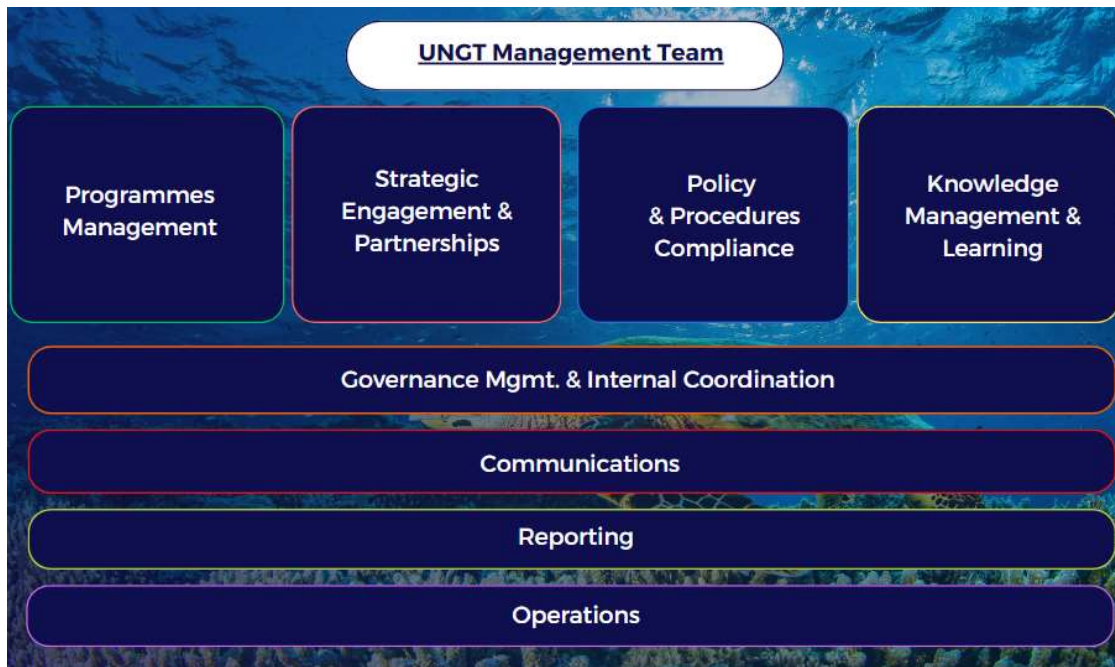 UNGT Management Team
Programmes
Management
Strategic
Engagement &
Partnerships
Policy
& Procedures
Compliance
Knowledge
Management &
Learning
Governance Mgmt. & Internal Coordination
Communications
Reporting
Operations